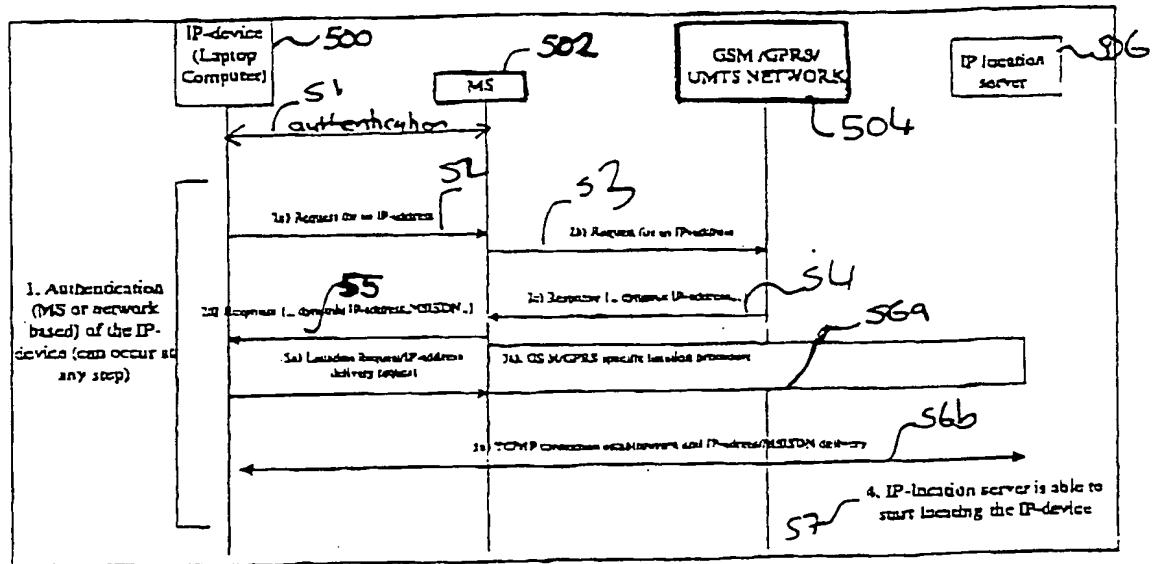 IP-device
(Laptop
Computer)
500
502
MS
GSM/GPRS/
UMTS NETWORK
504
IP location
server
506
S1
authentication
S2
S3
2a) Request for an IP-address
2b) Request for an IP-address
1. Authentication
(MS or network
based) of the IP-
device (can occur at
any step)
S5
S4
2c) Response (.. dynamic IP-address..
Response (.. dynamic IP-address, MSISDN..)
S6a
3a) Location Request/IP-address
delivery request
GSM/GPRS specific location procedure
S6b
TCP/IP connection establishment and IP-address/MSISDN delivery
S7
4. IP-location server is able to
start locating the IP-device